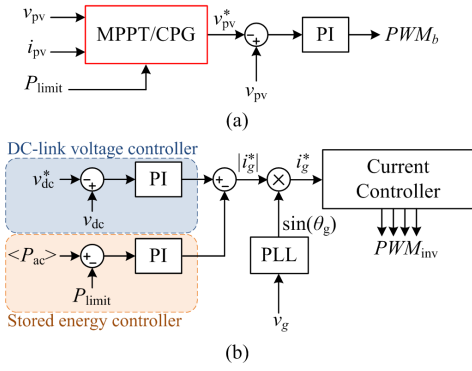 v_pv
i_pv
P_limit
MPPT/CPG
v*_pv
v_pv
PI
PWM_b
(a)
DC-link voltage controller
v*_dc
v_dc
PI
<P_ac>
P_limit
PI
Stored energy controller
|i*_g|
i*_g
sin(θ_g)
PLL
v_g
Current
Controller
PWM_inv
(b)